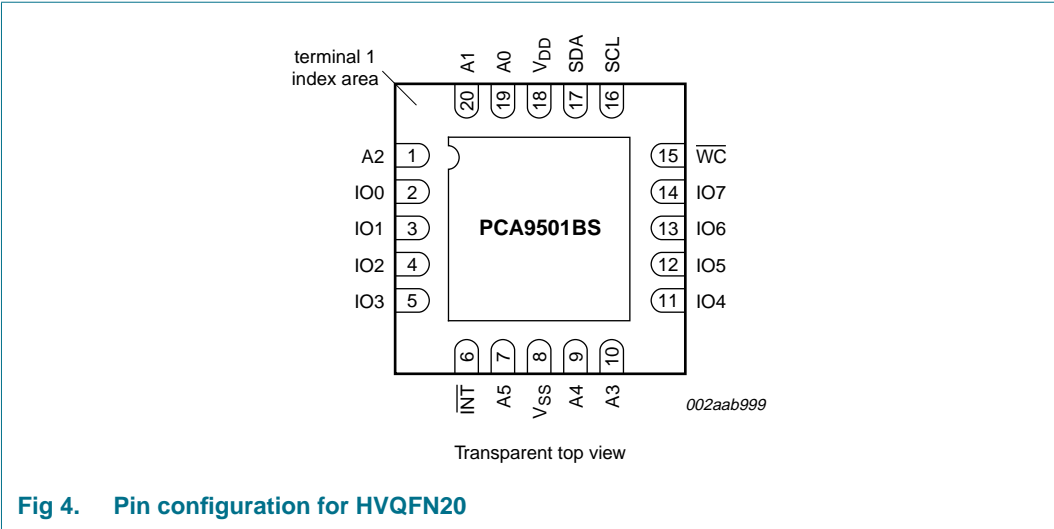 terminal 1
index area
A1
A0
VDD
SDA
SCL
20
19
18
17
16
A2 1
15 W̅C̅
IO0 2
14 IO7
IO1 3
PCA9501BS
13 IO6
IO2 4
12 IO5
IO3 5
11 IO4
6
7
8
9
10
I̅N̅T̅
A5
VSS
A4
A3
002aab999
Transparent top view
Fig 4. Pin configuration for HVQFN20